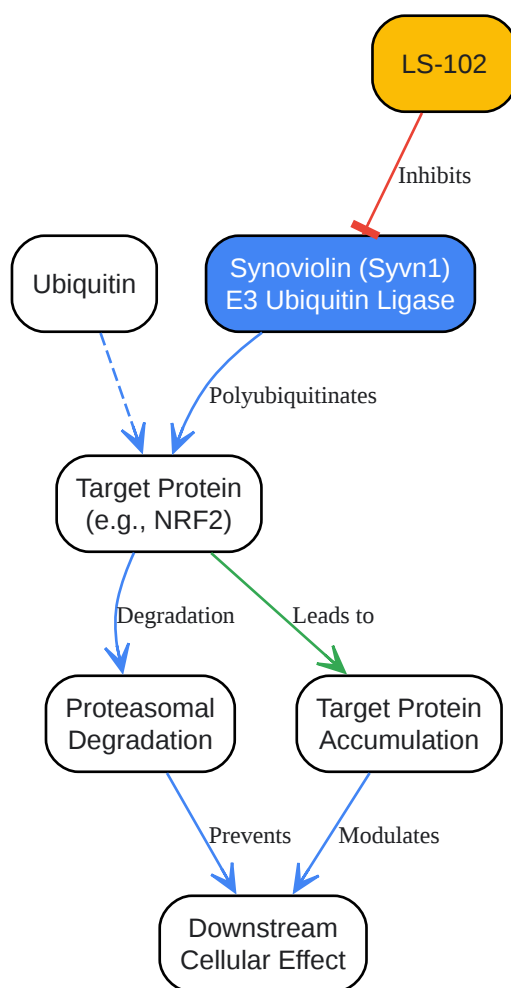 LS-102
Inhibits
Ubiquitin
Synoviolin (Syvn1)
E3 Ubiquitin Ligase
Polyubiquitinates
Target Protein
(e.g., NRF2)
Degradation
Leads to
Proteasomal
Degradation
Target Protein
Accumulation
Prevents
Modulates
Downstream
Cellular Effect